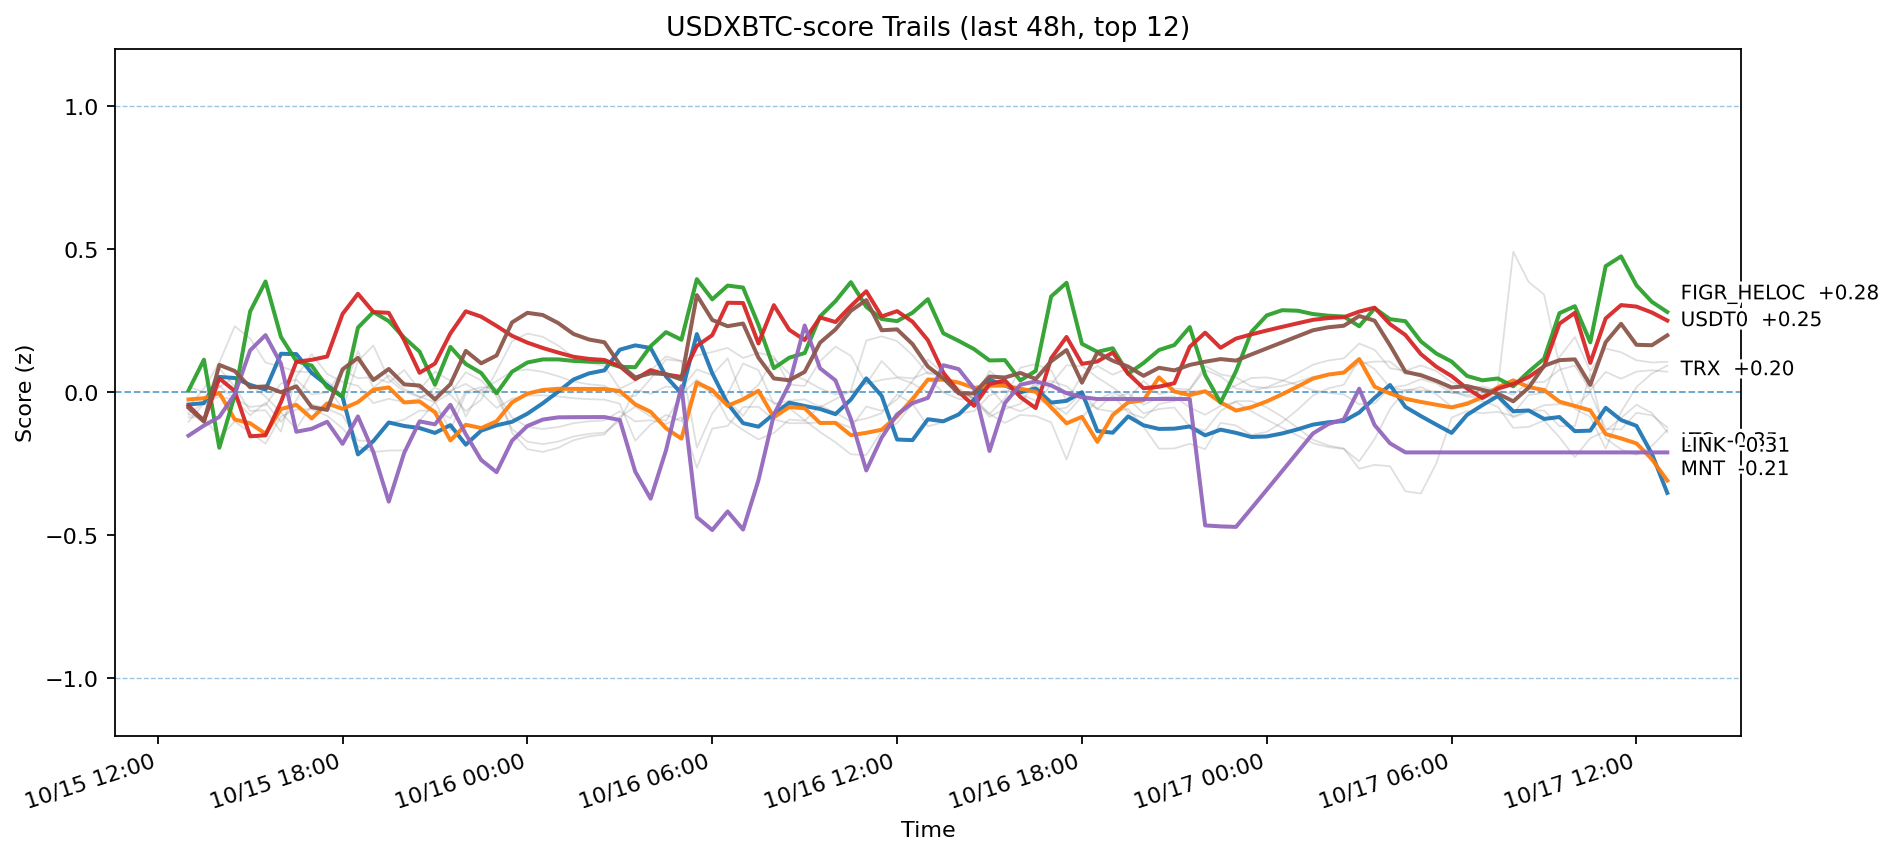 USDXBTC-score Trails (last 48h, top 12)
Score (z)
1.0
0.5
0.0
−0.5
−1.0
FIGR_HELOC +0.28
USDT0 +0.25
TRX +0.20
LINK -0.31
MNT -0.21
10/15 12:00
10/15 18:00
10/16 00:00
10/16 06:00
10/16 12:00
10/16 18:00
10/17 00:00
10/17 06:00
10/17 12:00
Time